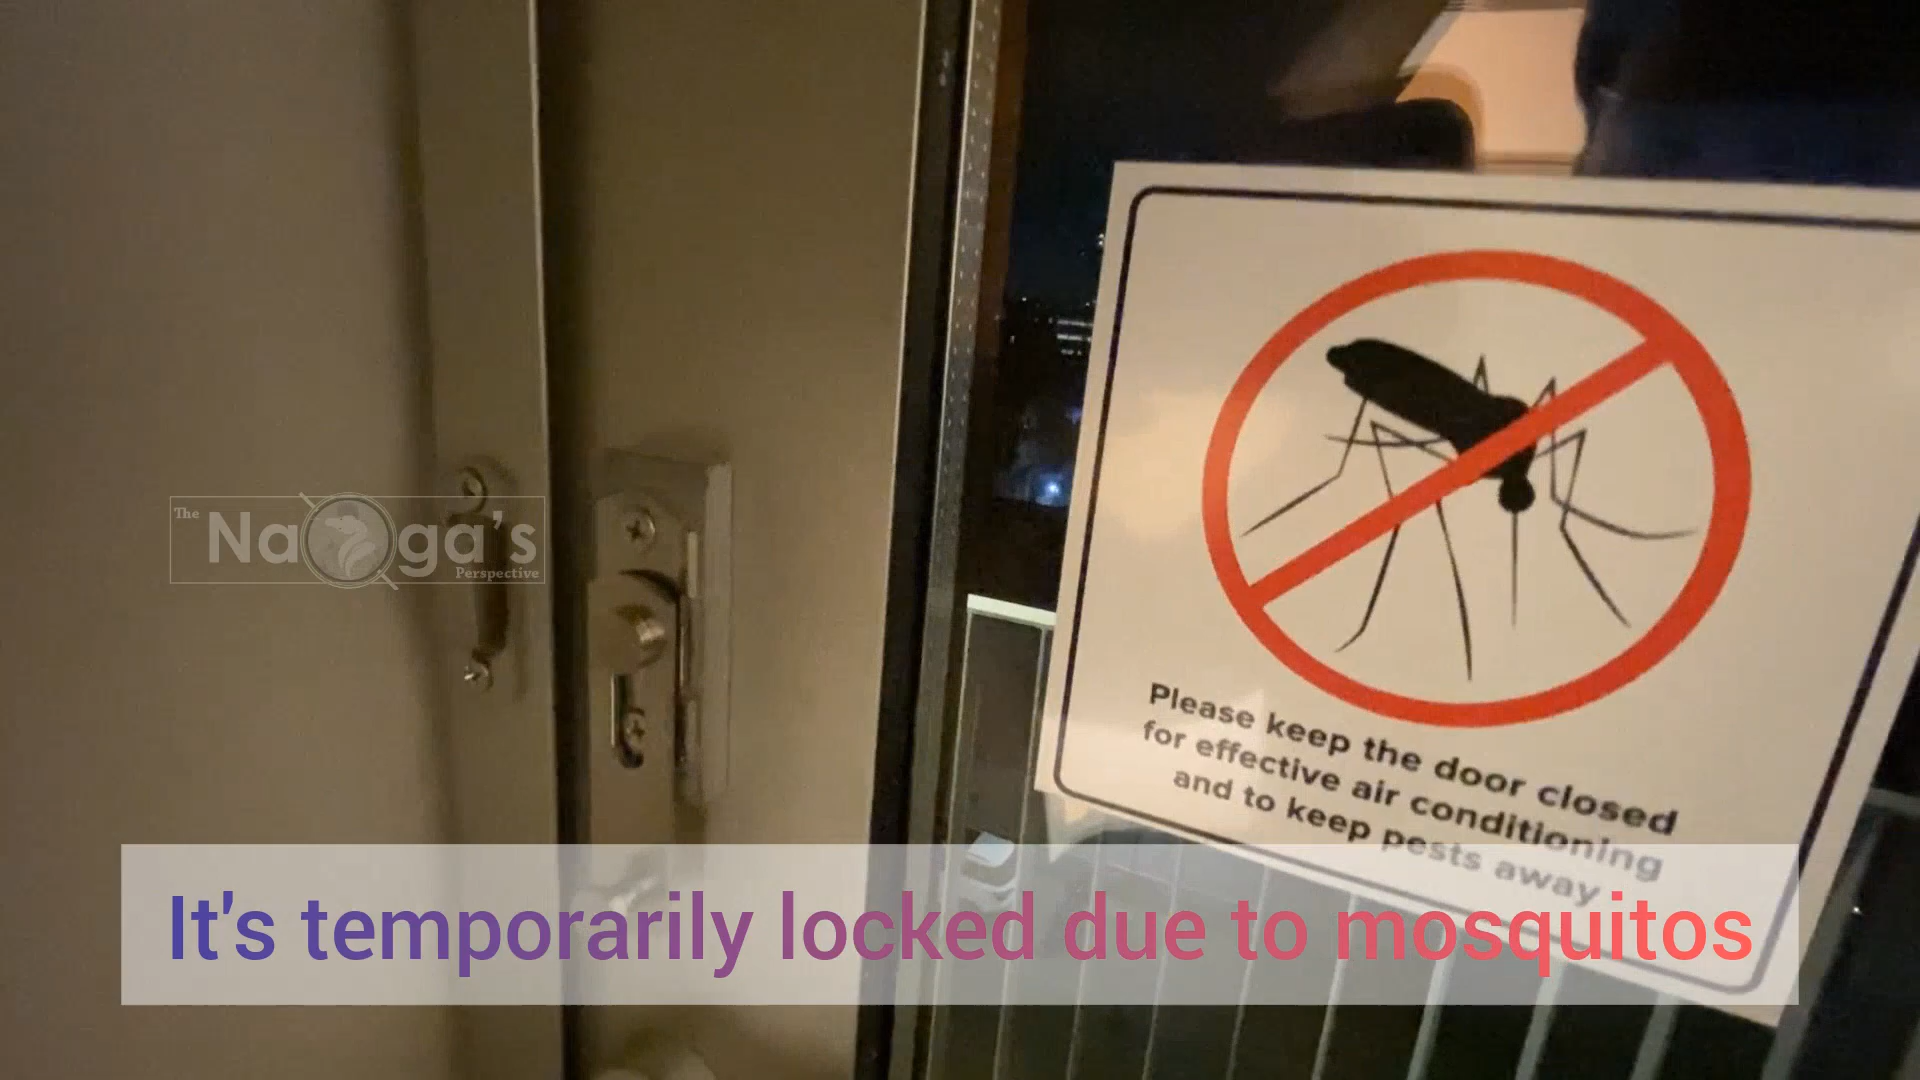 The
Naga's
Perspective
Please keep the door closed
for effective air conditioning
and to keep pests away
It's temporarily locked due to mosquitos